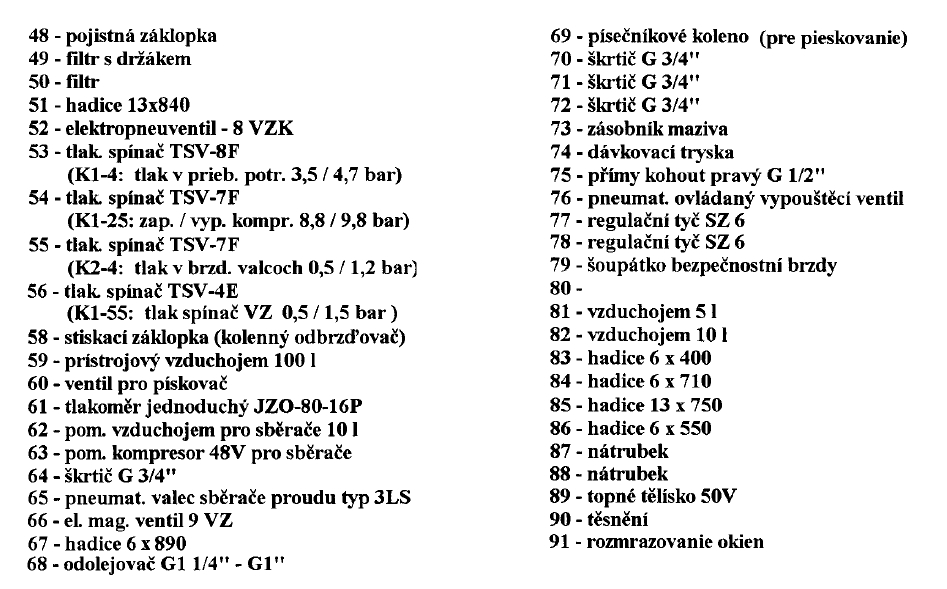 48 - pojistná záklopka
49 - filtr s držákem
50 - filtr
51 - hadice 13x840
52 - elektropneuventil - 8 VZK
53 - tlak. spínač TSV-8F
(K1-4: tlak v prieb. potr. 3,5 / 4,7 bar)
54 - tlak. spínač TSV-7F
(K1-25: zap. / vyp. kompr. 8,8 / 9,8 bar)
55 - tlak. spínač TSV-7F
(K2-4: tlak v brzd. valcoch 0,5 / 1,2 bar)
56 - tlak. spínač TSV-4E
(K1-55: tlak spínač VZ 0,5 / 1,5 bar )
58 - stiskací záklopka (kolenný odbrzďovač)
59 - prístrojový vzduchojem 100 l
60 - ventil pro pískovač
61 - tlakoměr jednoduchý JZO-80-16P
62 - pom. vzduchojem pro sběrače 10 l
63 - pom. kompresor 48V pro sběrače
64 - škrtič G 3/4"
65 - pneumat. valec sběrače proudu typ 3LS
66 - el. mag. ventil 9 VZ
67 - hadice 6 x 890
68 - odolejovač G1 1/4" - G1"
69 - písečníkové koleno (pre pieskovanie)
70 - škrtič G 3/4"
71 - škrtič G 3/4"
72 - škrtič G 3/4"
73 - zásobník maziva
74 - dávkovací tryska
75 - přímy kohout pravý G 1/2"
76 - pneumat. ovládaný vypouštěcí ventil
77 - regulační tyč SZ 6
78 - regulační tyč SZ 6
79 - šoupátko bezpečnostní brzdy
80 -
81 - vzduchojem 5 l
82 - vzduchojem 10 l
83 - hadice 6 x 400
84 - hadice 6 x 710
85 - hadice 13 x 750
86 - hadice 6 x 550
87 - nátrubek
88 - nátrubek
89 - topné tělísko 50V
90 - těsnění
91 - rozmrazovanie okien